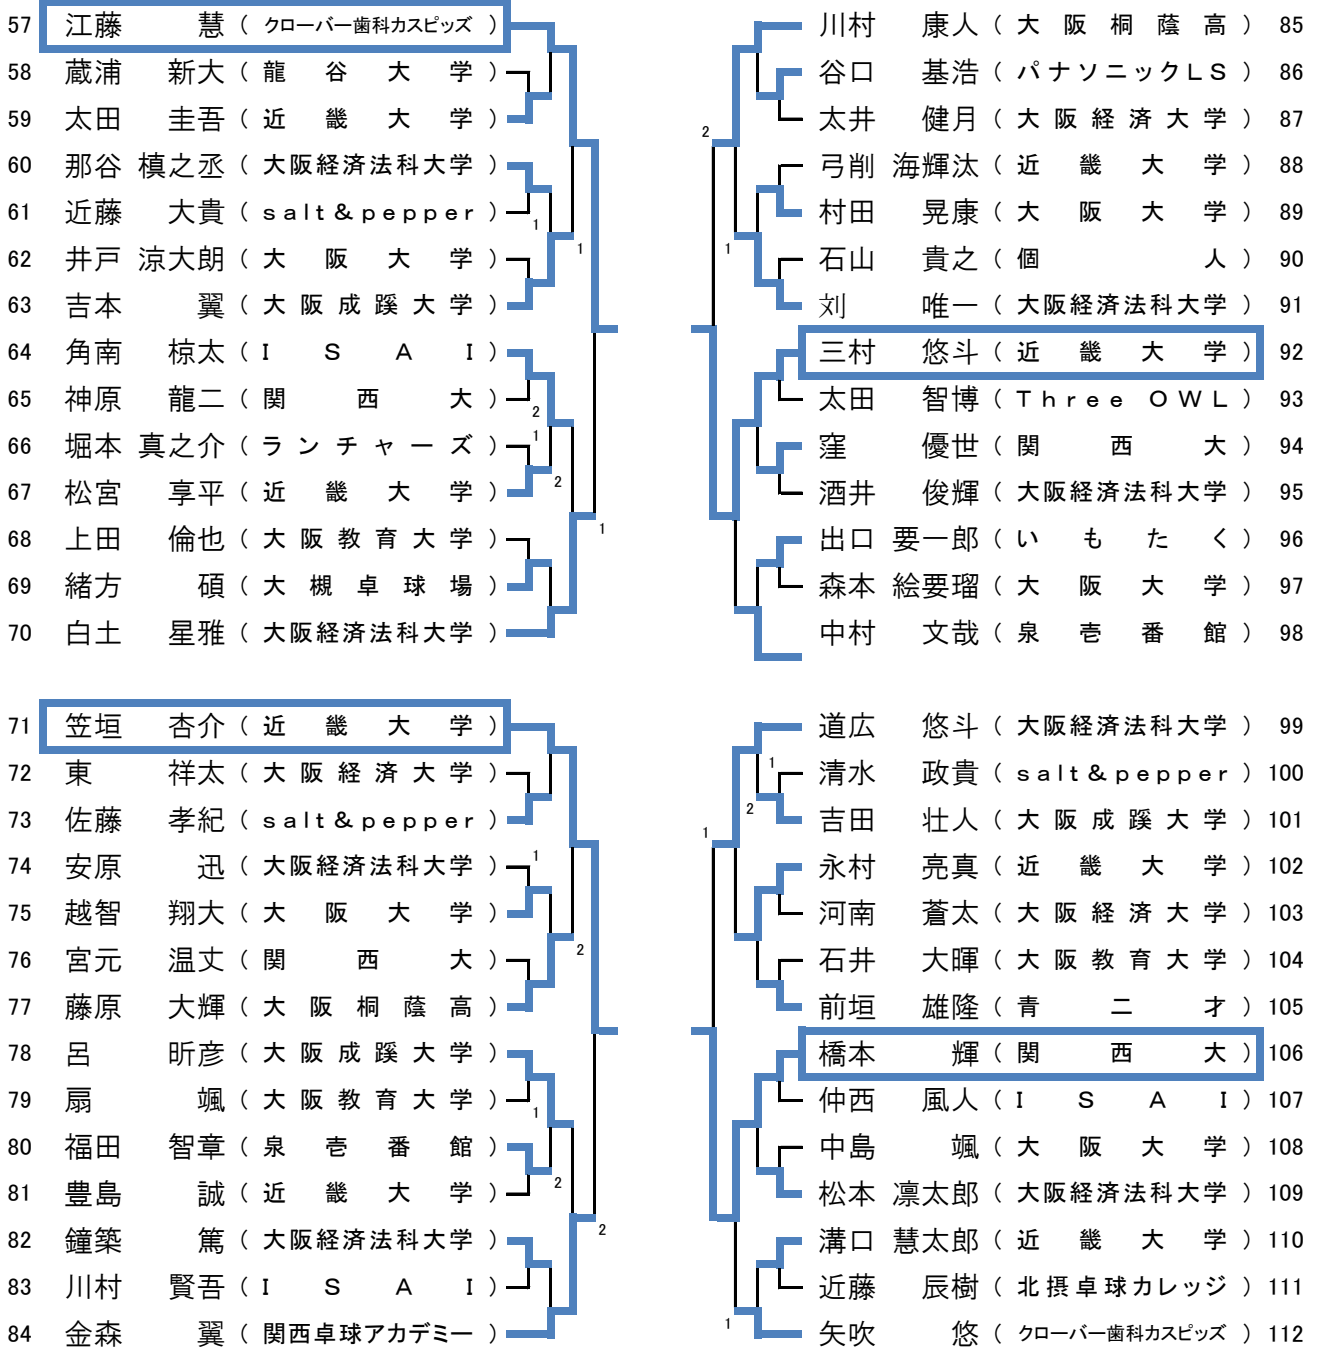 57 江藤 慧 ( クローバー歯科カスピッズ )
58 蔵浦 新大 ( 龍谷大学 )
59 太田 圭吾 ( 近畿大学 )
60 那谷 槙之丞 ( 大阪経済法科大学 )
61 近藤 大貴 ( salt&pepper )
1
62 井戸 涼大朗 ( 大阪大学 )
1
63 吉本 翼 ( 大阪成蹊大学 )
64 角南 椋太 ( ISAI )
65 神原 龍二 ( 関西大 )
2
66 堀本 真之介 ( ランチャーズ )
1
67 松宮 享平 ( 近畿大学 )
2
68 上田 倫也 ( 大阪教育大学 )
1
69 緒方 碩 ( 大槻卓球場 )
70 白土 星雅 ( 大阪経済法科大学 )
71 笠垣 杏介 ( 近畿大学 )
72 東 祥太 ( 大阪経済大学 )
73 佐藤 孝紀 ( salt&pepper )
74 安原 迅 ( 大阪経済法科大学 )
1
75 越智 翔大 ( 大阪大学 )
76 宮元 温丈 ( 関西大 )
2
77 藤原 大輝 ( 大阪桐蔭高 )
78 呂 昕彦 ( 大阪成蹊大学 )
79 扇 颯 ( 大阪教育大学 )
1
80 福田 智章 ( 泉壱番館 )
81 豊島 誠 ( 近畿大学 )
2
82 鐘築 篤 ( 大阪経済法科大学 )
2
83 川村 賢吾 ( ISAI )
84 金森 翼 ( 関西卓球アカデミー )
川村 康人 ( 大阪桐蔭高 ) 85
谷口 基浩 ( パナソニックLS ) 86
太井 健月 ( 大阪経済大学 ) 87
2
弓削 海輝汰 ( 近畿大学 ) 88
村田 晃康 ( 大阪大学 ) 89
1
石山 貴之 ( 個人 ) 90
刘 唯一 ( 大阪経済法科大学 ) 91
三村 悠斗 ( 近畿大学 ) 92
太田 智博 ( Three OWL ) 93
窪 優世 ( 関西大 ) 94
酒井 俊輝 ( 大阪経済法科大学 ) 95
出口 要一郎 ( いもたく ) 96
森本 絵要瑠 ( 大阪大学 ) 97
中村 文哉 ( 泉壱番館 ) 98
道広 悠斗 ( 大阪経済法科大学 ) 99
1
清水 政貴 ( salt&pepper ) 100
2
吉田 壮人 ( 大阪成蹊大学 ) 101
1
永村 亮真 ( 近畿大学 ) 102
河南 蒼太 ( 大阪経済大学 ) 103
石井 大暉 ( 大阪教育大学 ) 104
前垣 雄隆 ( 青二才 ) 105
橋本 輝 ( 関西大 ) 106
仲西 風人 ( ISAI ) 107
中島 颯 ( 大阪大学 ) 108
松本 凛太郎 ( 大阪経済法科大学 ) 109
溝口 慧太郎 ( 近畿大学 ) 110
近藤 辰樹 ( 北摂卓球カレッジ ) 111
1
矢吹 悠 ( クローバー歯科カスピッズ ) 112